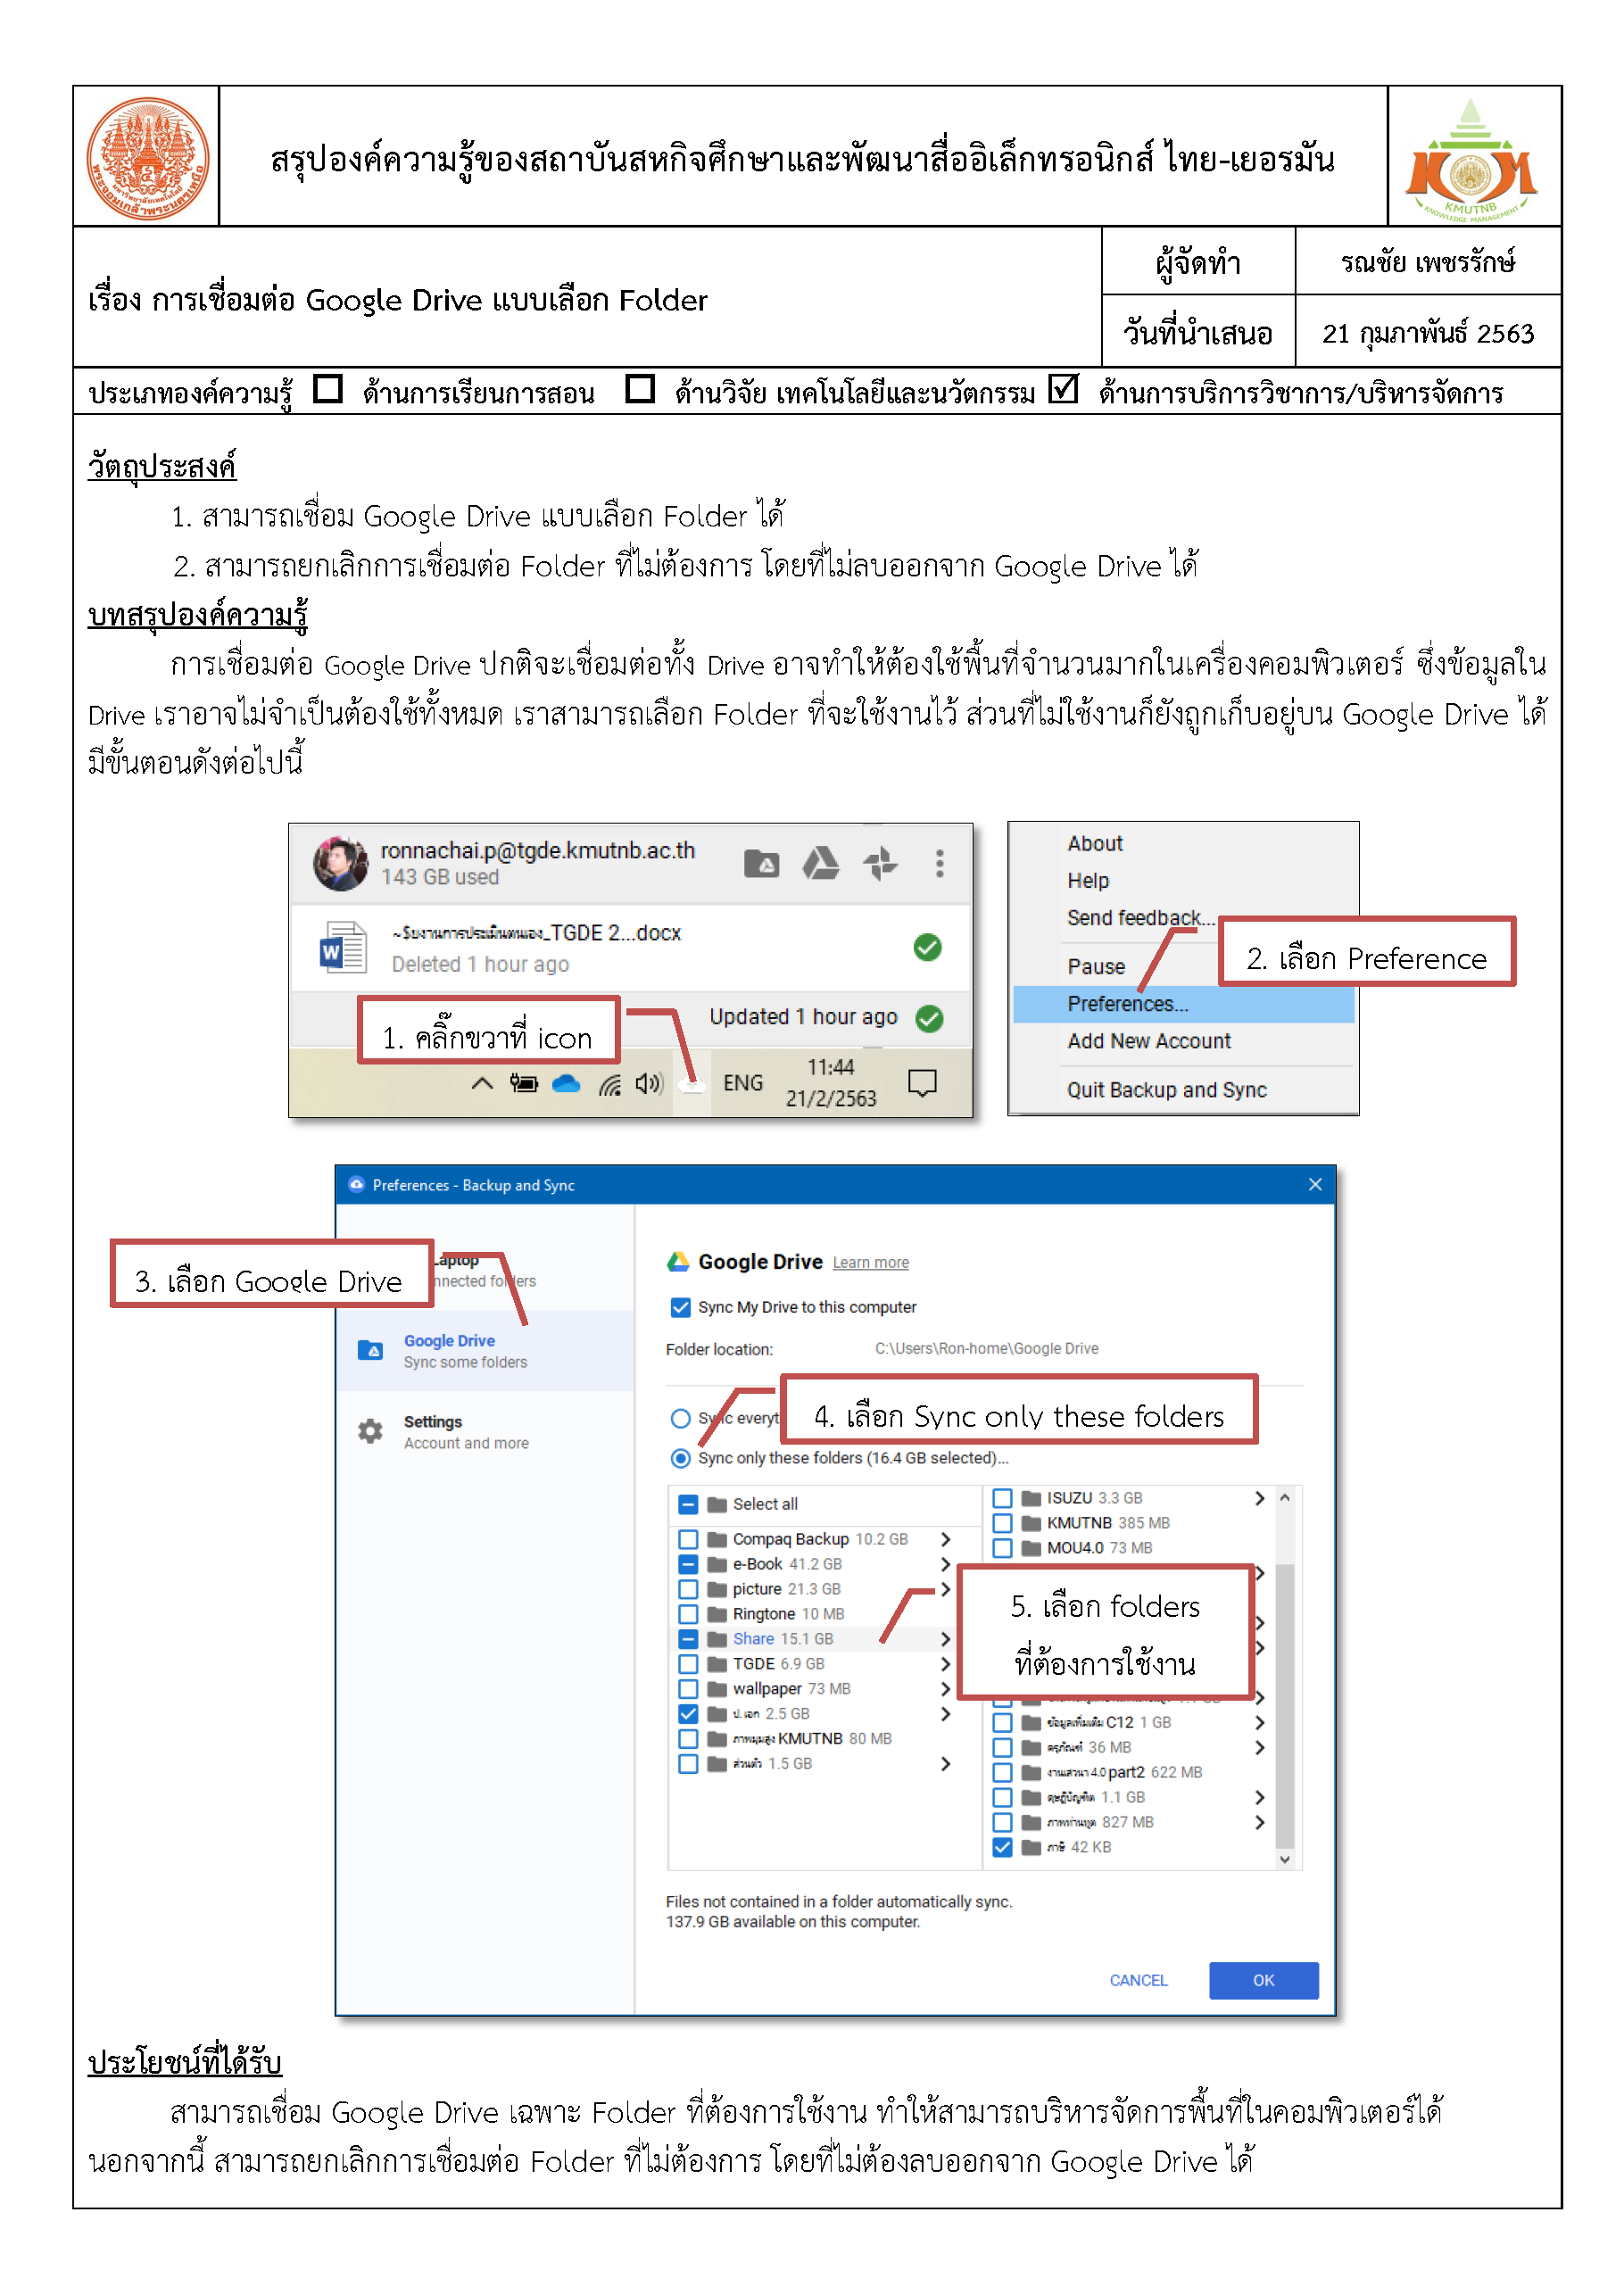 สรุปองค์ความรู้ของสถาบันสหกิจศึกษาและพัฒนาสื่ออิเล็กทรอนิกส์ ไทย-เยอรมัน
KMUTNB
KNOWLEDGE MANAGEMENT
เรื่อง การเชื่อมต่อ Google Drive แบบเลือก Folder
ผู้จัดทำ
รณชัย เพชรรักษ์
วันที่นำเสนอ
21 กุมภาพันธ์ 2563
ประเภทองค์ความรู้ ☐ ด้านการเรียนการสอน ☐ ด้านวิจัย เทคโนโลยีและนวัตกรรม ☑ ด้านการบริการวิชาการ/บริหารจัดการ
วัตถุประสงค์
1. สามารถเชื่อม Google Drive แบบเลือก Folder ได้
2. สามารถยกเลิกการเชื่อมต่อ Folder ที่ไม่ต้องการ โดยที่ไม่ลบออกจาก Google Drive ได้
บทสรุปองค์ความรู้
การเชื่อมต่อ Google Drive ปกติจะเชื่อมต่อทั้ง Drive อาจทำให้ต้องใช้พื้นที่จำนวนมากในเครื่องคอมพิวเตอร์ ซึ่งข้อมูลใน
Drive เราอาจไม่จำเป็นต้องใช้ทั้งหมด เราสามารถเลือก Folder ที่จะใช้งานไว้ ส่วนที่ไม่ใช้งานก็ยังถูกเก็บอยู่บน Google Drive ได้
มีขั้นตอนดังต่อไปนี้
ronnachai.p@tgde.kmutnb.ac.th
143 GB used
~$ยงานการประเมินตนเอง_TGDE 2...docx
Deleted 1 hour ago
Updated 1 hour ago
1. คลิ๊กขวาที่ icon
ENG
11:44
21/2/2563
About
Help
Send feedback...
Pause
Preferences...
Add New Account
Quit Backup and Sync
2. เลือก Preference
Preferences - Backup and Sync
3. เลือก Google Drive
Google Drive
Sync some folders
Settings
Account and more
Google Drive Learn more
Sync My Drive to this computer
Folder location: C:\Users\Ron-home\Google Drive
4. เลือก Sync only these folders
Sync only these folders (16.4 GB selected)...
Select all
Compaq Backup 10.2 GB
e-Book 41.2 GB
picture 21.3 GB
Ringtone 10 MB
Share 15.1 GB
TGDE 6.9 GB
wallpaper 73 MB
ป.เอก 2.5 GB
ภาพมุมสูง KMUTNB 80 MB
ส่วนตัว 1.5 GB
ISUZU 3.3 GB
KMUTNB 385 MB
MOU4.0 73 MB
5. เลือก folders
ที่ต้องการใช้งาน
ข้อมูลเพิ่มเติม C12 1 GB
ครุภัณฑ์ 36 MB
งานเสวนา 4.0 part2 622 MB
ดุษฎีบัณฑิต 1.1 GB
ภาพท่านทูต 827 MB
ภาษี 42 KB
Files not contained in a folder automatically sync.
137.9 GB available on this computer.
CANCEL
OK
ประโยชน์ที่ได้รับ
สามารถเชื่อม Google Drive เฉพาะ Folder ที่ต้องการใช้งาน ทำให้สามารถบริหารจัดการพื้นที่ในคอมพิวเตอร์ได้
นอกจากนี้ สามารถยกเลิกการเชื่อมต่อ Folder ที่ไม่ต้องการ โดยที่ไม่ต้องลบออกจาก Google Drive ได้